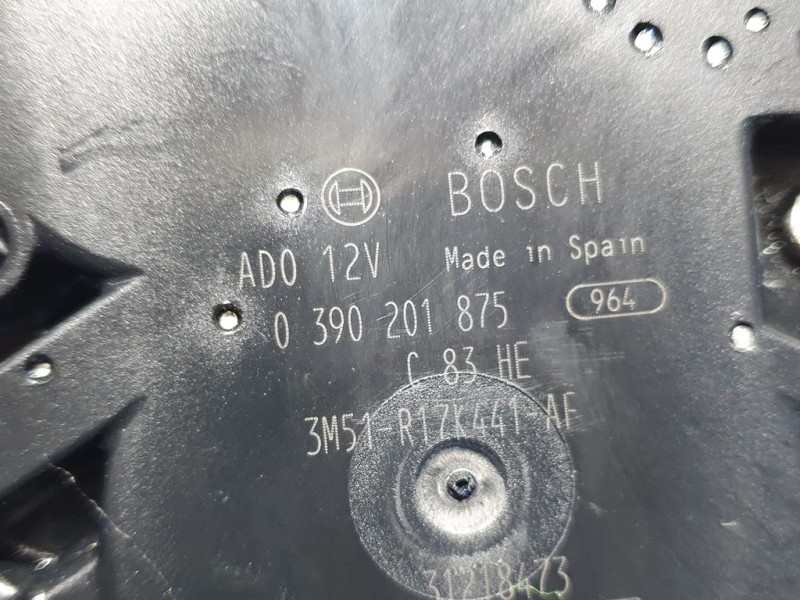 BOSCH
ADO 12V Made in Spain
0 390 201 875 964
C 83 HE
3M51-R17K441-AF
31218473